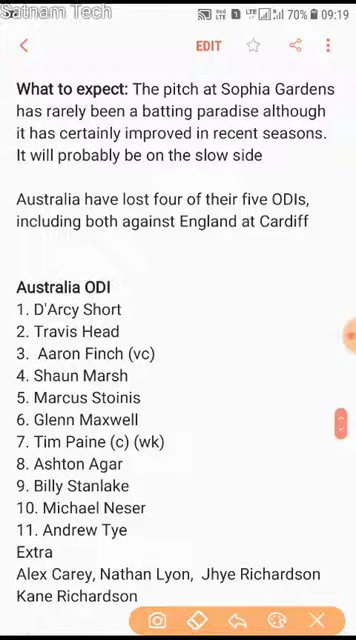 Satnam Tech
70% 09:19
EDIT
What to expect: The pitch at Sophia Gardens
has rarely been a batting paradise although
it has certainly improved in recent seasons.
It will probably be on the slow side
Australia have lost four of their five ODIs,
including both against England at Cardiff
Australia ODI
1. D'Arcy Short
2. Travis Head
3. Aaron Finch (vc)
4. Shaun Marsh
5. Marcus Stoinis
6. Glenn Maxwell
7. Tim Paine (c) (wk)
8. Ashton Agar
9. Billy Stanlake
10. Michael Neser
11. Andrew Tye
Extra
Alex Carey, Nathan Lyon, Jhye Richardson
Kane Richardson